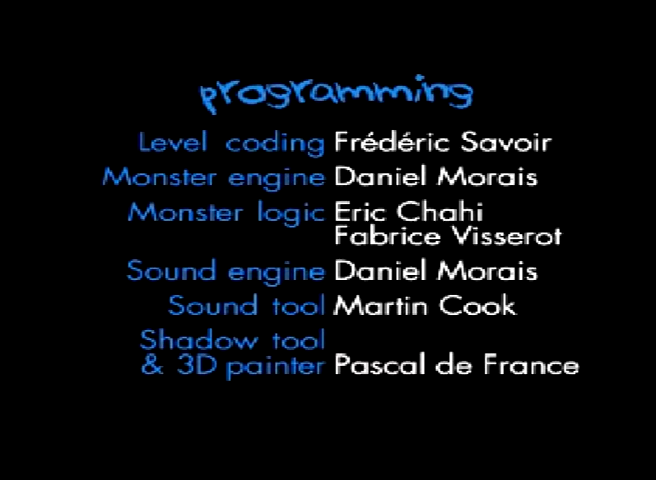 programming
Level coding Frédéric Savoir
Monster engine Daniel Morais
Monster logic Eric Chahi
Fabrice Visserot
Sound engine Daniel Morais
Sound tool Martin Cook
Shadow tool
& 3D painter Pascal de France